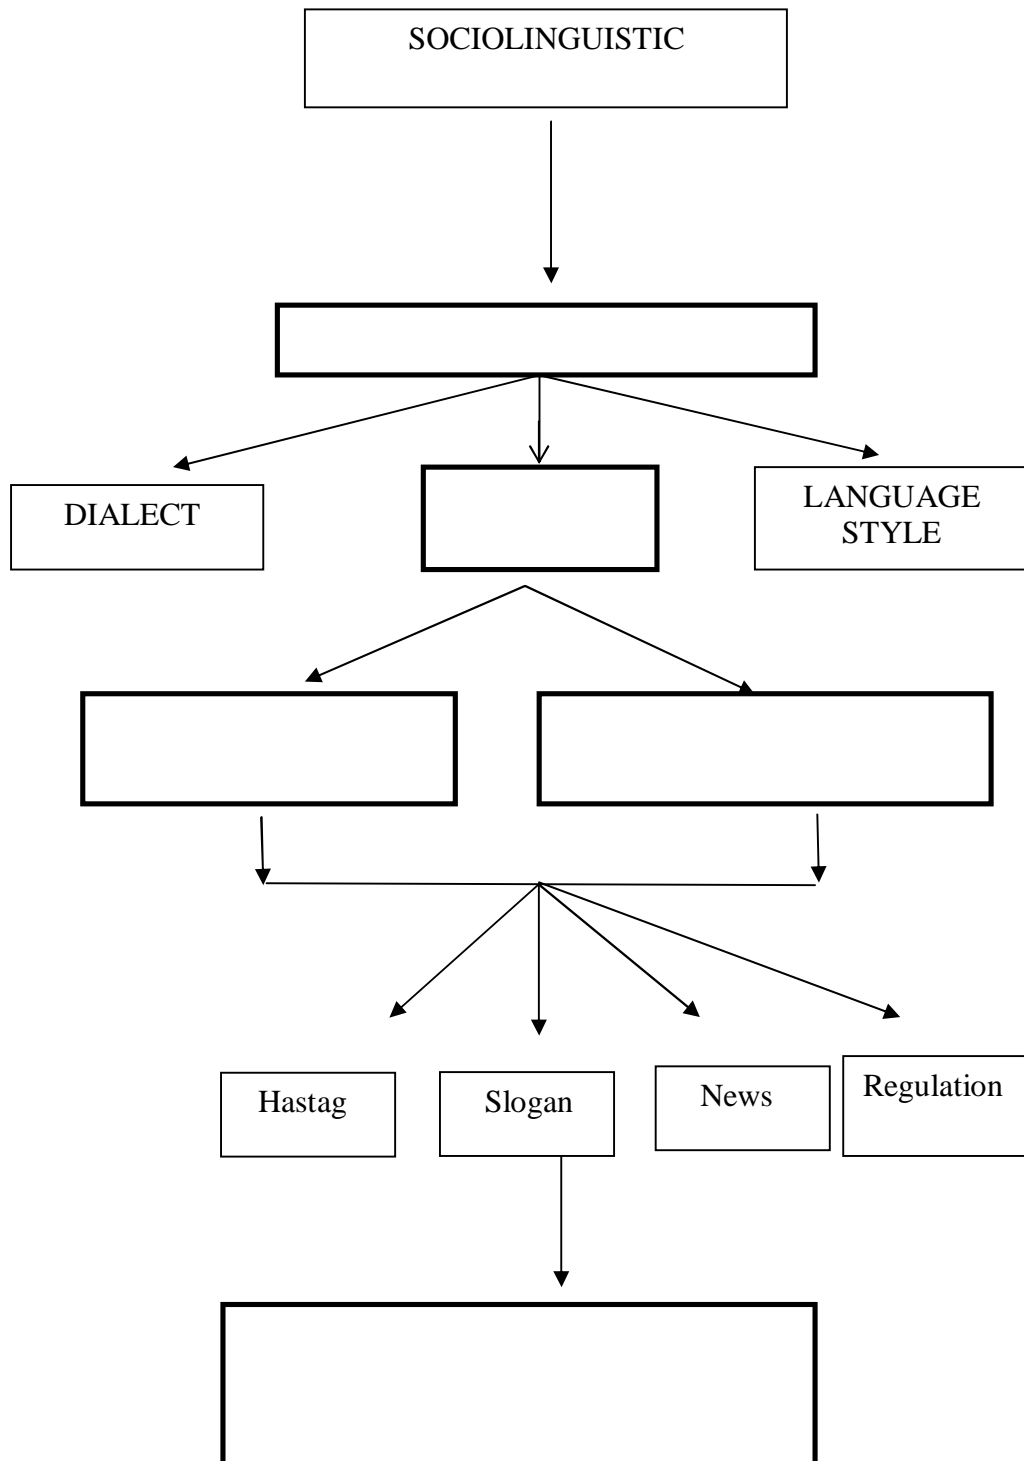 SOCIOLINGUISTIC
DIALECT
LANGUAGE
STYLE
Hastag
Slogan
News
Regulation